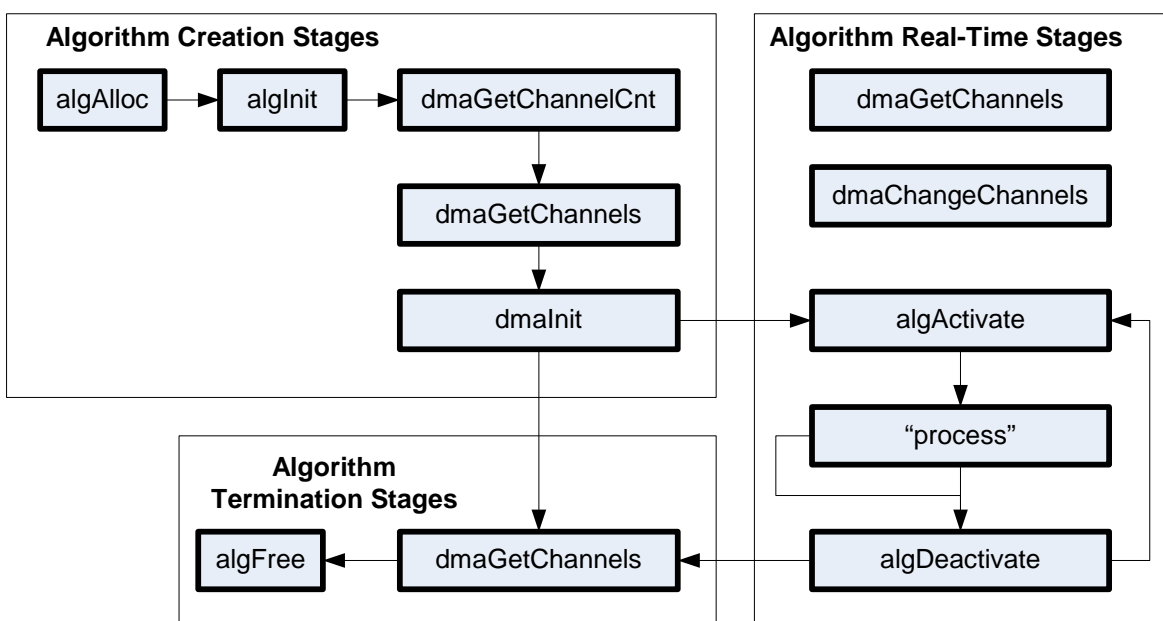 Algorithm Creation Stages
algAlloc
algInit
dmaGetChannelCnt
dmaGetChannels
dmaInit
Algorithm Real-Time Stages
dmaGetChannels
dmaChangeChannels
algActivate
“process”
algDeactivate
Algorithm
Termination Stages
algFree
dmaGetChannels